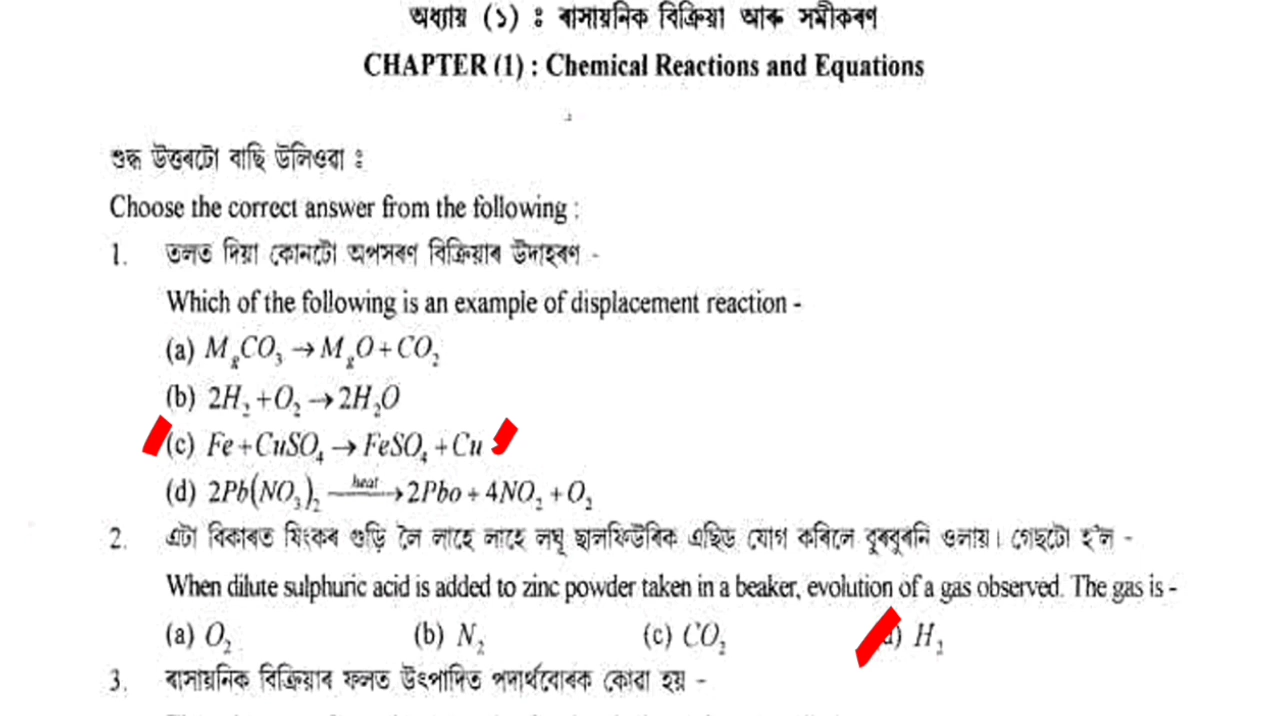 অধ্যায় (১) : ৰাসায়নিক বিক্ৰিয়া আৰু সমীকৰণ
CHAPTER (1) : Chemical Reactions and Equations
শুদ্ধ উত্তৰটো বাছি উলিওৱা :
Choose the correct answer from the following :
1. তলত দিয়া কোনটো অপসৰণ বিক্ৰিয়াৰ উদাহৰণ -
Which of the following is an example of displacement reaction -
(a) MgCO₃ → MgO + CO₂
(b) 2H₂ + O₂ → 2H₂O
(c) Fe + CuSO₄ → FeSO₄ + Cu
(d) 2Pb(NO₃)₂ heat → 2Pbo + 4NO₂ + O₂
2. এটা বিকাৰত যিংকৰ গুড়ি লৈ লাহে লাহে লঘূ ছালফিউৰিক এছিড যোগ কৰিলে বুৰবুৰনি ওলায়। গেছটো হ'ল -
When dilute sulphuric acid is added to zinc powder taken in a beaker, evolution of a gas observed. The gas is -
(a) O₂ (b) N₂ (c) CO₂ H₂
3. ৰাসায়নিক বিক্ৰিয়াৰ ফলত উৎপাদিত পদাৰ্থবোৰক কোৱা হয় -